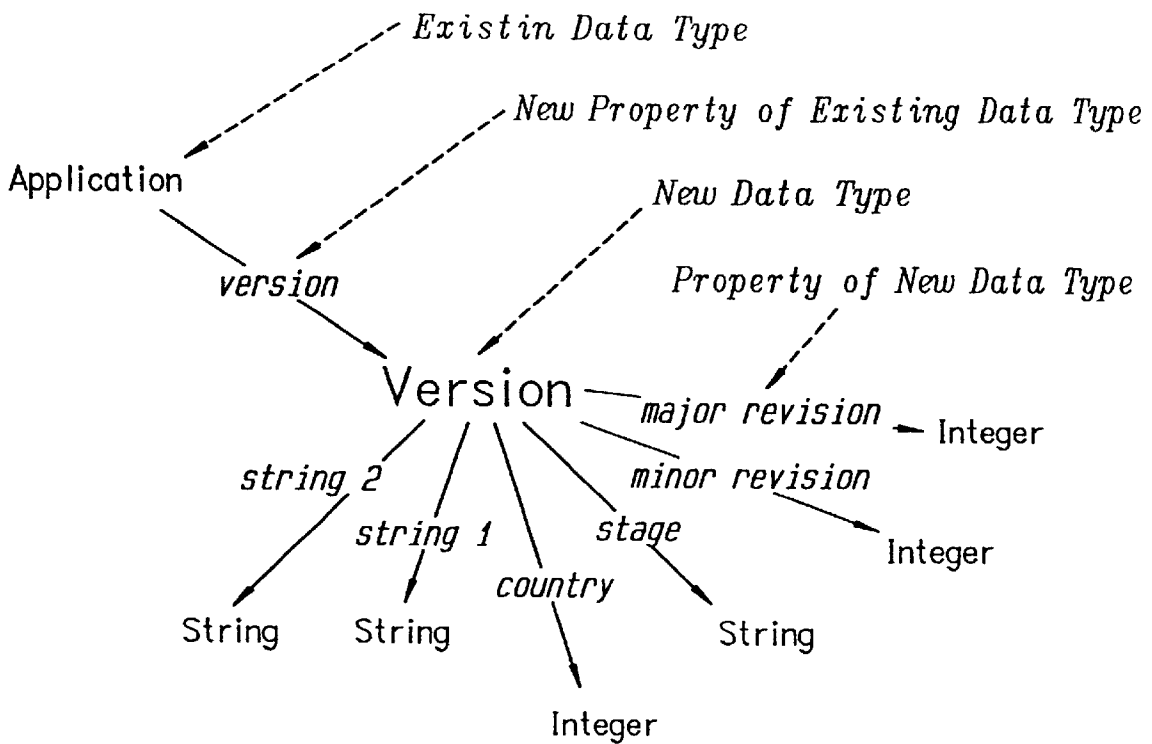 Existin Data Type
New Property of Existing Data Type
Application
New Data Type
version
Property of New Data Type
Version
major revision
Integer
string 2
minor revision
string 1
stage
Integer
country
String
String
String
Integer